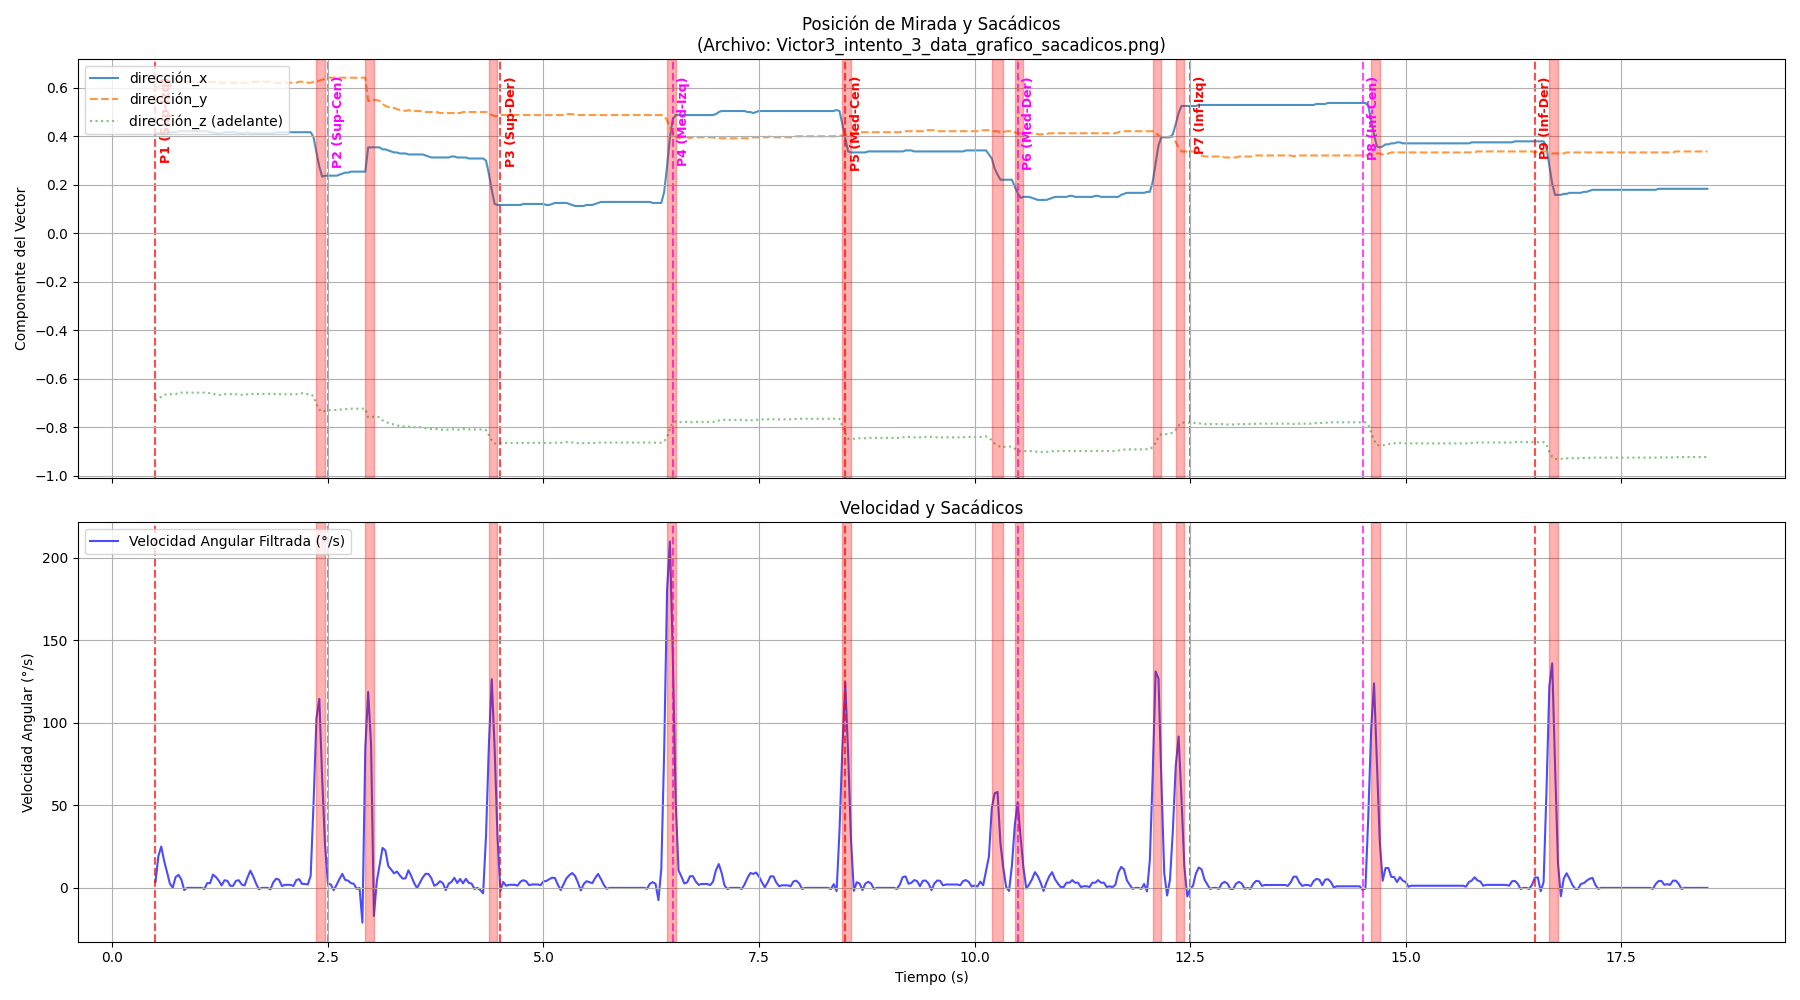 Posición de Mirada y Sacádicos
(Archivo: Victor3_intento_3_data_grafico_sacadicos.png)
dirección_x
dirección_y
dirección_z (adelante)
P1 (Sup-Izq)
P2 (Sup-Cen)
P3 (Sup-Der)
P4 (Med-Izq)
P5 (Med-Cen)
P6 (Med-Der)
P7 (Inf-Izq)
P8 (Inf-Cen)
P9 (Inf-Der)
Componente del Vector
0.6
0.4
0.2
0.0
−0.2
−0.4
−0.6
−0.8
−1.0
Velocidad y Sacádicos
Velocidad Angular Filtrada (°/s)
Velocidad Angular (°/s)
200
150
100
50
0
0.0
2.5
5.0
7.5
10.0
12.5
15.0
17.5
Tiempo (s)